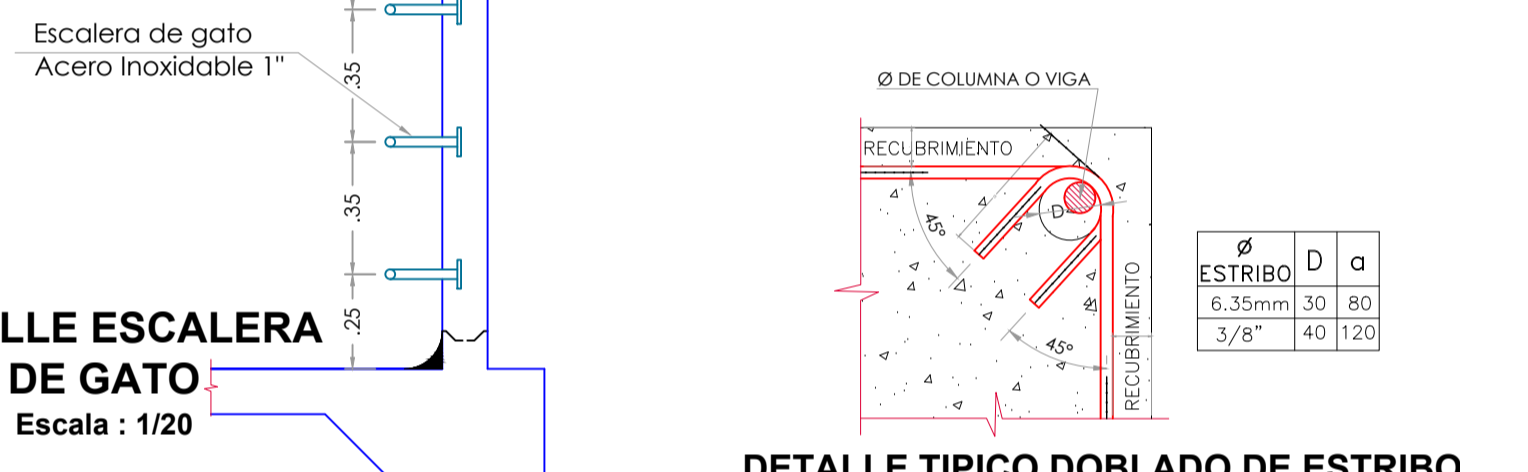 Escalera de gato
Acero Inoxidable 1"
.35
.35
.25
LLE ESCALERA
DE GATO
Escala : 1/20
Ø DE COLUMNA O VIGA
RECUBRIMIENTO
45°
D
45°
RECUBRIMIENTO
Ø ESTRIBO D a
6.35mm 30 80
3/8" 40 120
DETALLE TIPICO DOBLADO DE ESTRIBO